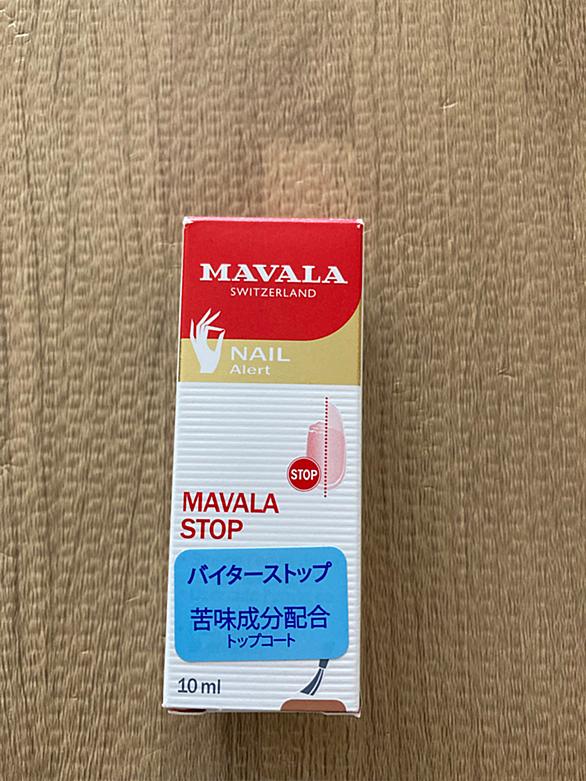 MAVALA
SWITZERLAND
NAIL
Alert
STOP
MAVALA
STOP
バイターストップ
苦味成分配合
トップコート
10 ml